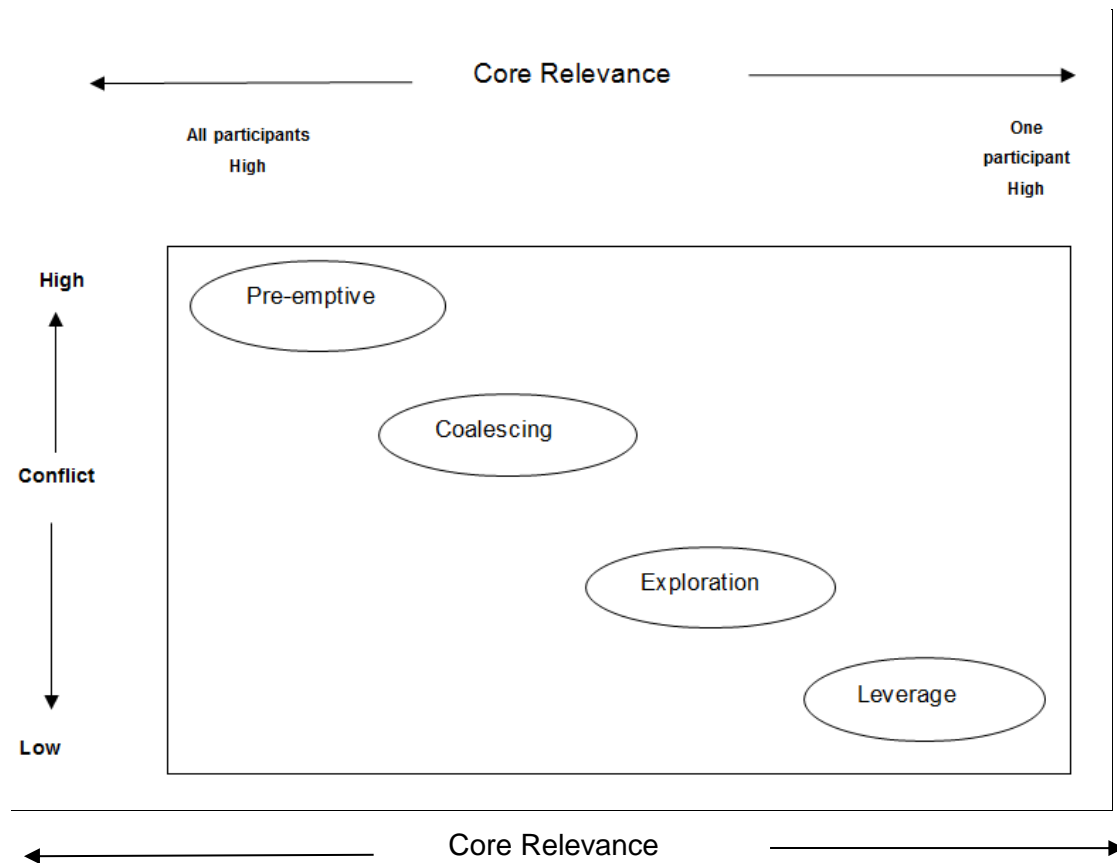 Core Relevance
All participants
High
One
participant
High
High
Pre-emptive
Coalescing
Conflict
Exploration
Leverage
Low
Core Relevance